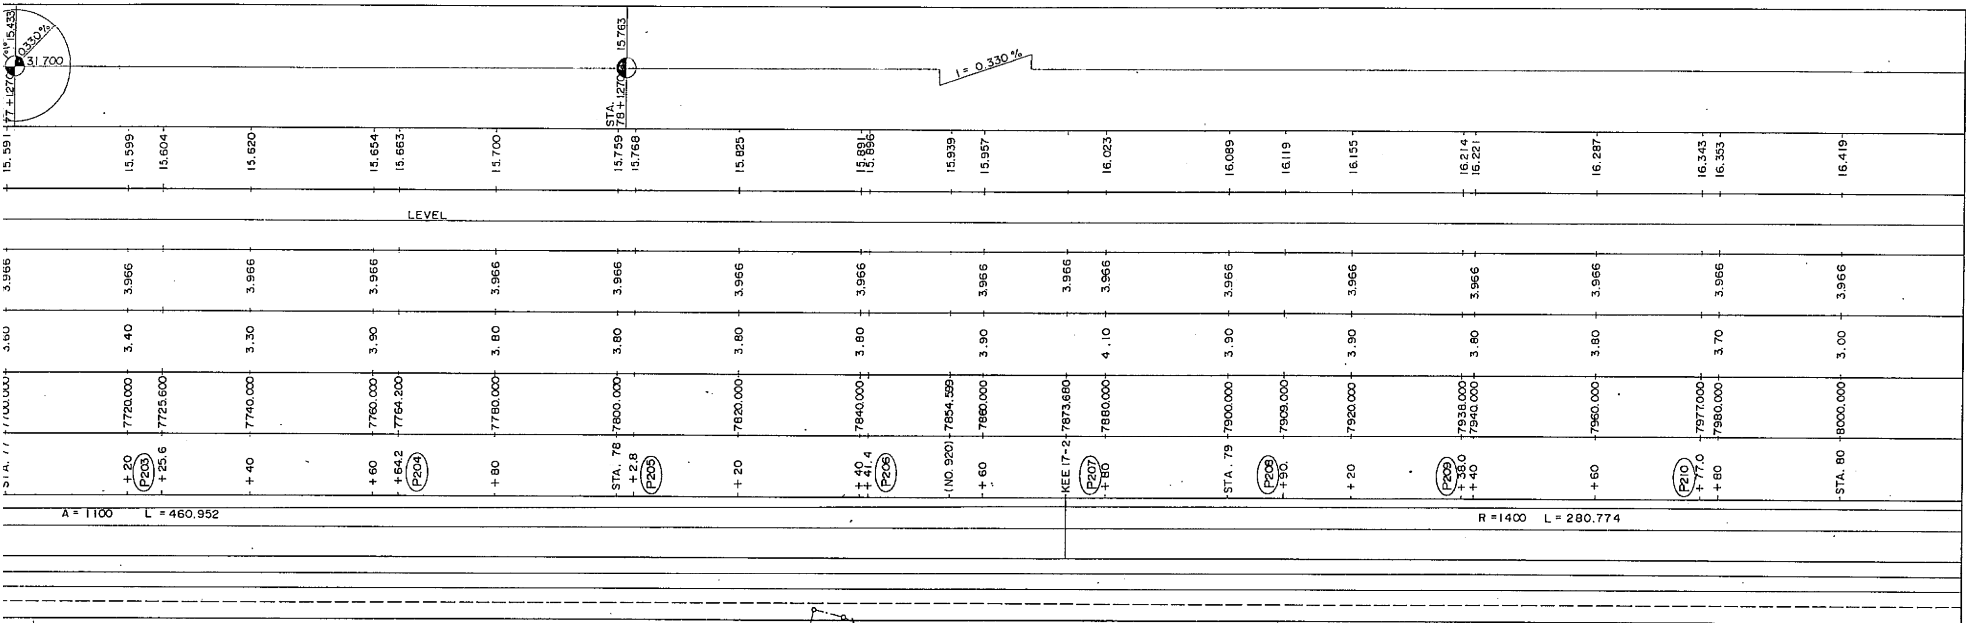 77+1270 15.433
0.330%
31.700
STA. 78+1270 15.763
i = 0.330%
15.591 15.599 15.604 15.620 15.654 15.663 15.700 15.759 15.768 15.825 15.891 15.896 15.939 15.957 16.023 16.089 16.119 16.155 16.214 16.221 16.287 16.343 16.353 16.419
LEVEL
3.966 3.966 3.966 3.966 3.966 3.966 3.966 3.966 3.966 3.966 3.966 3.966 3.966 3.966 3.966 3.966 3.966
3.60 3.40 3.30 3.90 3.80 3.80 3.80 3.80 3.90 4.10 3.90 3.90 3.80 3.80 3.70 3.00
7700.000 7720.000 7725.600 7740.000 7760.000 7764.200 7780.000 7800.000 7820.000 7840.000 7854.599 7860.000 7873.680 7880.000 7900.000 7909.000 7920.000 7938.000 7940.000 7960.000 7977.000 7980.000 8000.000
STA. 77 +20 P203 +25.6 +40 +60 +64.2 P204 +80 STA. 78 +2.8 P205 +20 +40 +41.4 P206 (NO.920) +60 KEE 17-2 P207 +80 STA. 79 P208 +90. +20 P209 +38.0 +40 +60 P210 +77.0 +80 STA. 80
A = 1100 L = 460.952
R = 1400 L = 280.774